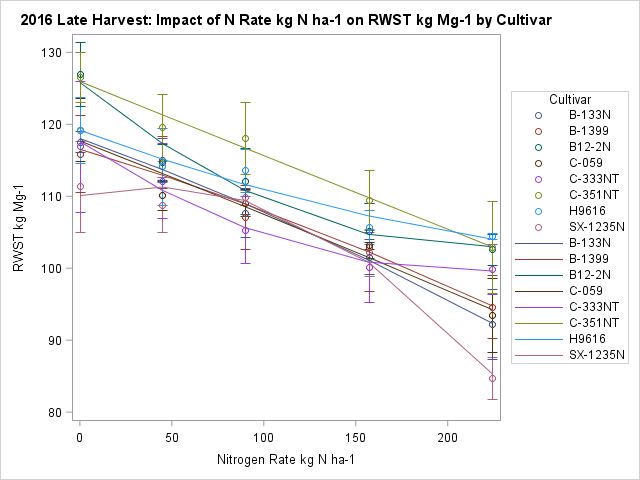 2016 Late Harvest: Impact of N Rate kg N ha-1 on RWST kg Mg-1 by Cultivar
130
120
110
100
90
80
RWST kg Mg-1
0 50 100 150 200
Nitrogen Rate kg N ha-1
Cultivar
B-133N
B-1399
B12-2N
C-059
C-333NT
C-351NT
H9616
SX-1235N
B-133N
B-1399
B12-2N
C-059
C-333NT
C-351NT
H9616
SX-1235N